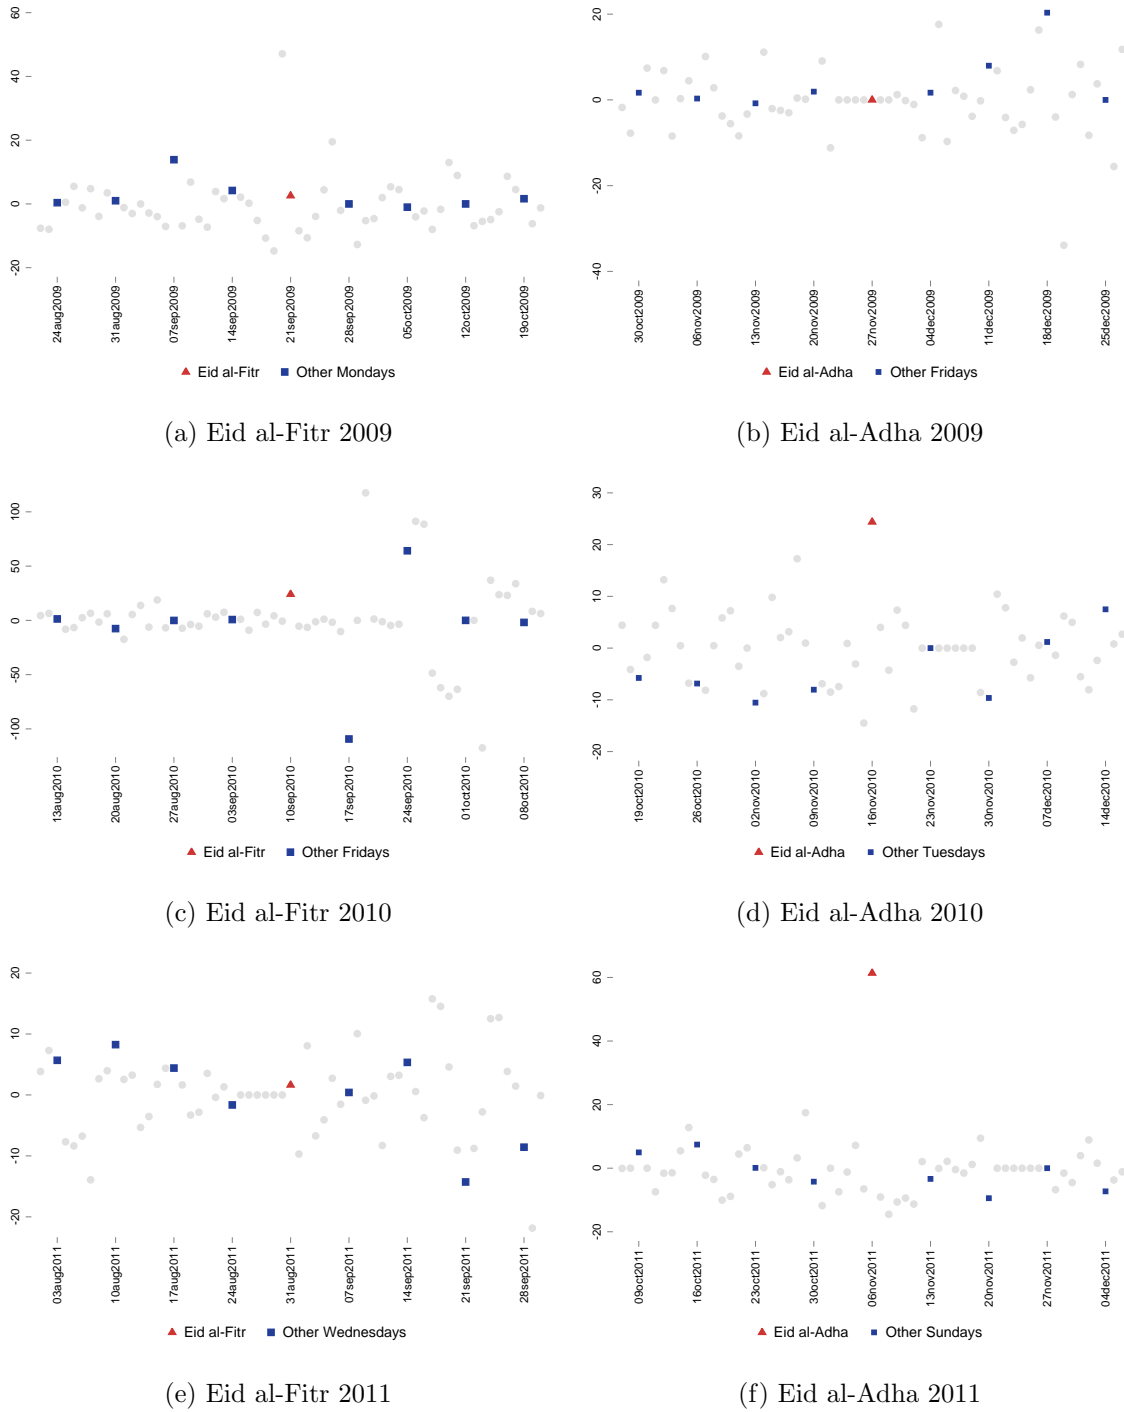 60
40
20
0
-20
24aug2009 31aug2009 07sep2009 14sep2009 21sep2009 28sep2009 05oct2009 12oct2009 19oct2009
Eid al-Fitr Other Mondays
(a) Eid al-Fitr 2009
20
0
-20
-40
30oct2009 06nov2009 13nov2009 20nov2009 27nov2009 04dec2009 11dec2009 18dec2009 25dec2009
Eid al-Adha Other Fridays
(b) Eid al-Adha 2009
100
50
0
-50
-100
13aug2010 20aug2010 27aug2010 03sep2010 10sep2010 17sep2010 24sep2010 01oct2010 08oct2010
Eid al-Fitr Other Fridays
(c) Eid al-Fitr 2010
30
20
10
0
-10
-20
19oct2010 26oct2010 02nov2010 09nov2010 16nov2010 23nov2010 30nov2010 07dec2010 14dec2010
Eid al-Adha Other Tuesdays
(d) Eid al-Adha 2010
20
10
0
-10
-20
03aug2011 10aug2011 17aug2011 24aug2011 31aug2011 07sep2011 14sep2011 21sep2011 28sep2011
Eid al-Fitr Other Wednesdays
(e) Eid al-Fitr 2011
60
40
20
0
-20
09oct2011 16oct2011 23oct2011 30oct2011 06nov2011 13nov2011 20nov2011 27nov2011 04dec2011
Eid al-Adha Other Sundays
(f) Eid al-Adha 2011